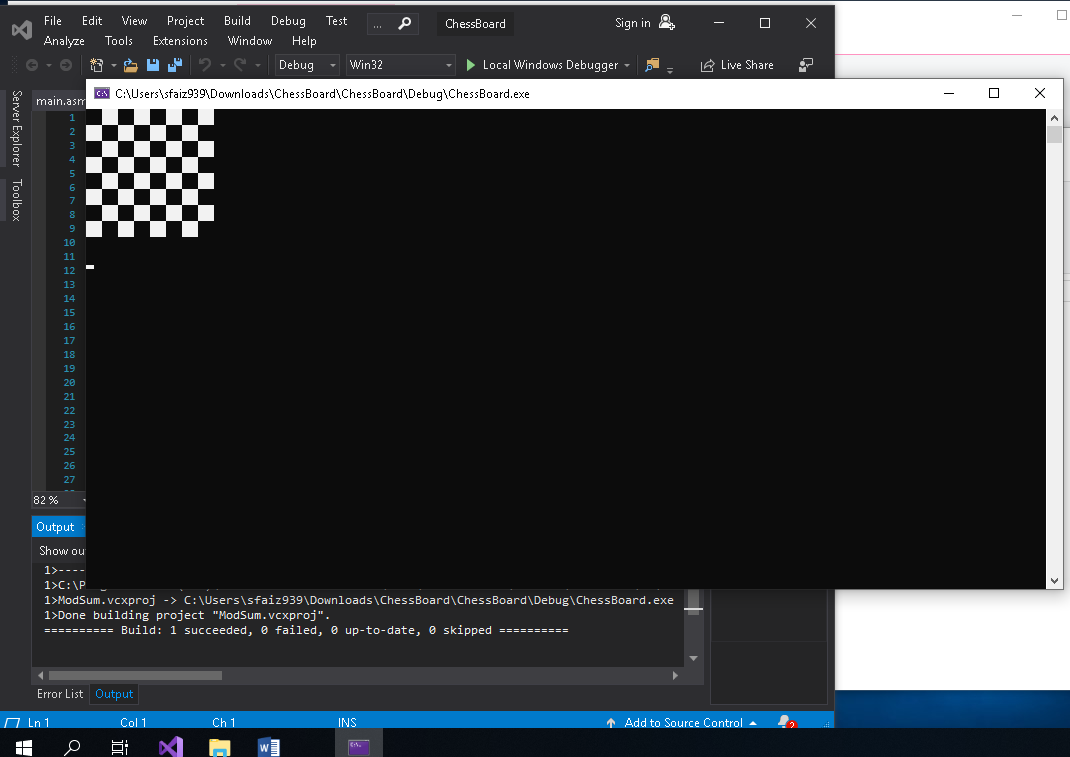 File Edit View Project Build Debug Test ... ChessBoard Sign in
Analyze Tools Extensions Window Help
Debug Win32 Local Windows Debugger Live Share
C:\Users\sfaiz939\Downloads\ChessBoard\ChessBoard\Debug\ChessBoard.exe
Server Explorer
Toolbox
main.asm
1
2
3
4
5
6
7
8
9
10
11
12
13
14
15
16
17
18
19
20
21
22
23
24
25
26
27
82 %
Output
Show ou
1>----
1>C:\P
1>ModSum.vcxproj -> C:\Users\sfaiz939\Downloads\ChessBoard\ChessBoard\Debug\ChessBoard.exe
1>Done building project "ModSum.vcxproj".
========== Build: 1 succeeded, 0 failed, 0 up-to-date, 0 skipped ==========
Error List Output
Ln 1 Col 1 Ch 1 INS Add to Source Control 2